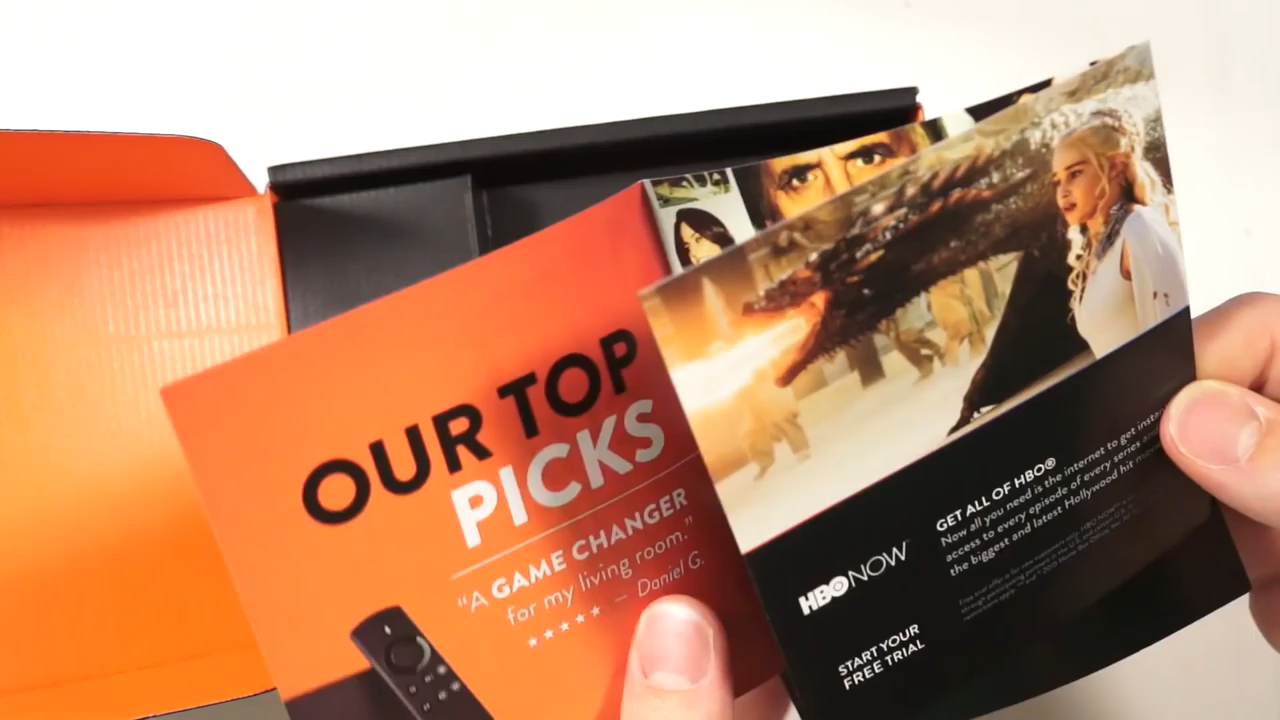 OUR TOP
PICKS
“A GAME CHANGER
for my living room.”
— Daniel G.
HBO NOW
START YOUR
FREE TRIAL
GET ALL OF HBO®
Now all you need is the internet to get
access to every episode of every series
the biggest and latest Hollywood hit